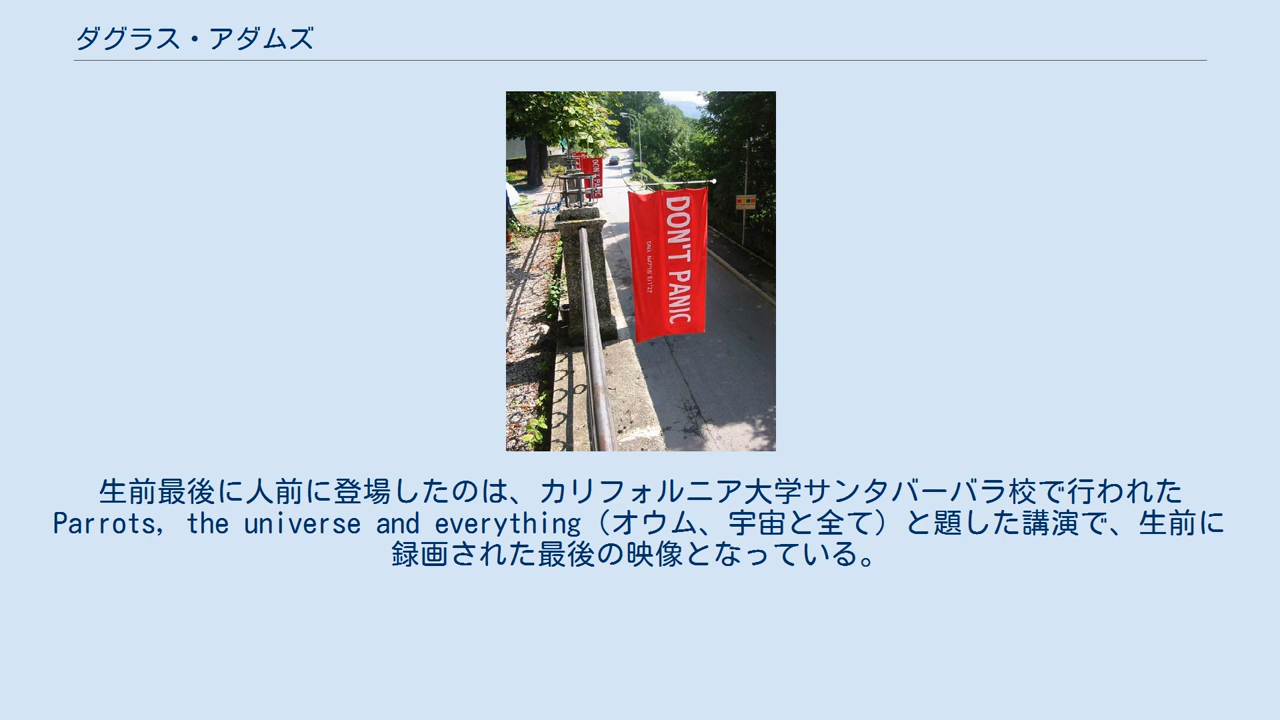 ダグラス・アダムズ
DON'T PANIC
DON'T PANIC
生前最後に人前に登場したのは、カリフォルニア大学サンタバーバラ校で行われた
Parrots, the universe and everything（オウム、宇宙と全て）と題した講演で、生前に
録画された最後の映像となっている。